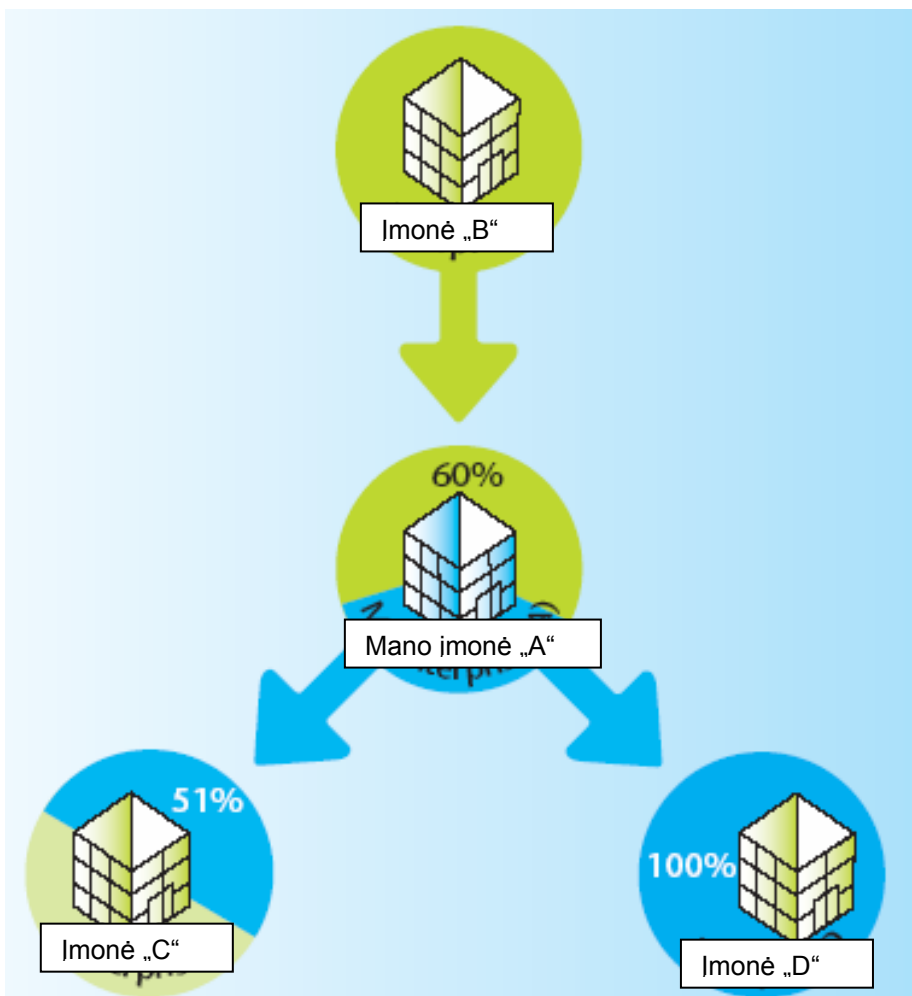 Įmonė „B“
60%
Mano įmonė „A“
51%
100%
Įmonė „C“
Įmonė „D“